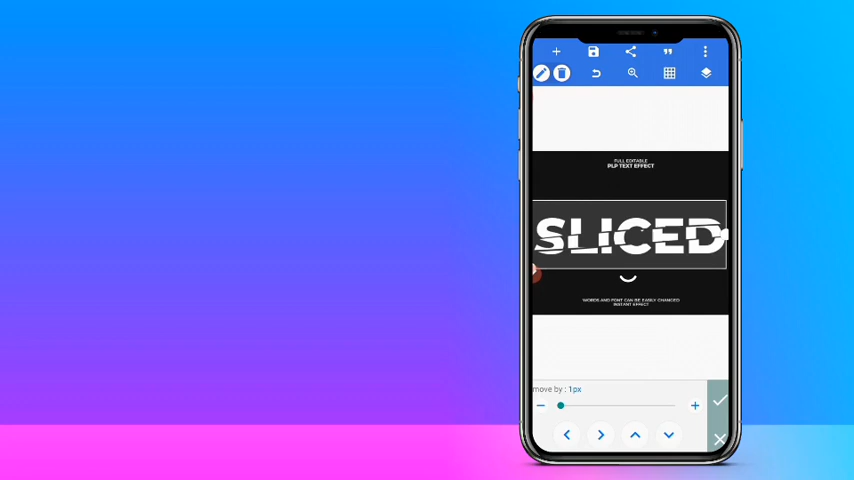 FULL EDITABLE
PLP TEXT EFFECT
SLICED
WORDS AND FONT CAN BE EASILY CHANGED
INSTANT EFFECT
move by : 1px